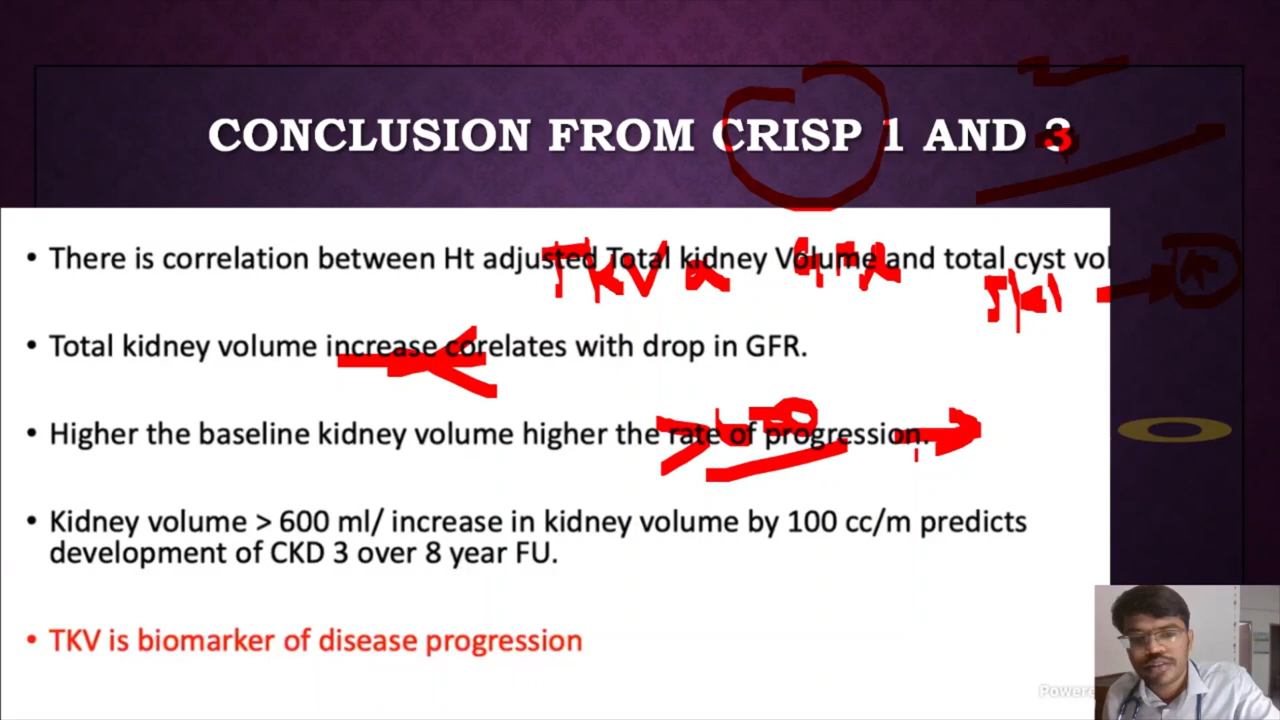 CONCLUSION FROM CRISP 1 AND 3
• There is correlation between Ht adjusted Total kidney Volume and total cyst vol
TKV α
• Total kidney volume increase corelates with drop in GFR.
• Higher the baseline kidney volume higher the rate of progression.
• Kidney volume > 600 ml/ increase in kidney volume by 100 cc/m predicts
development of CKD 3 over 8 year FU.
• TKV is biomarker of disease progression
Powere